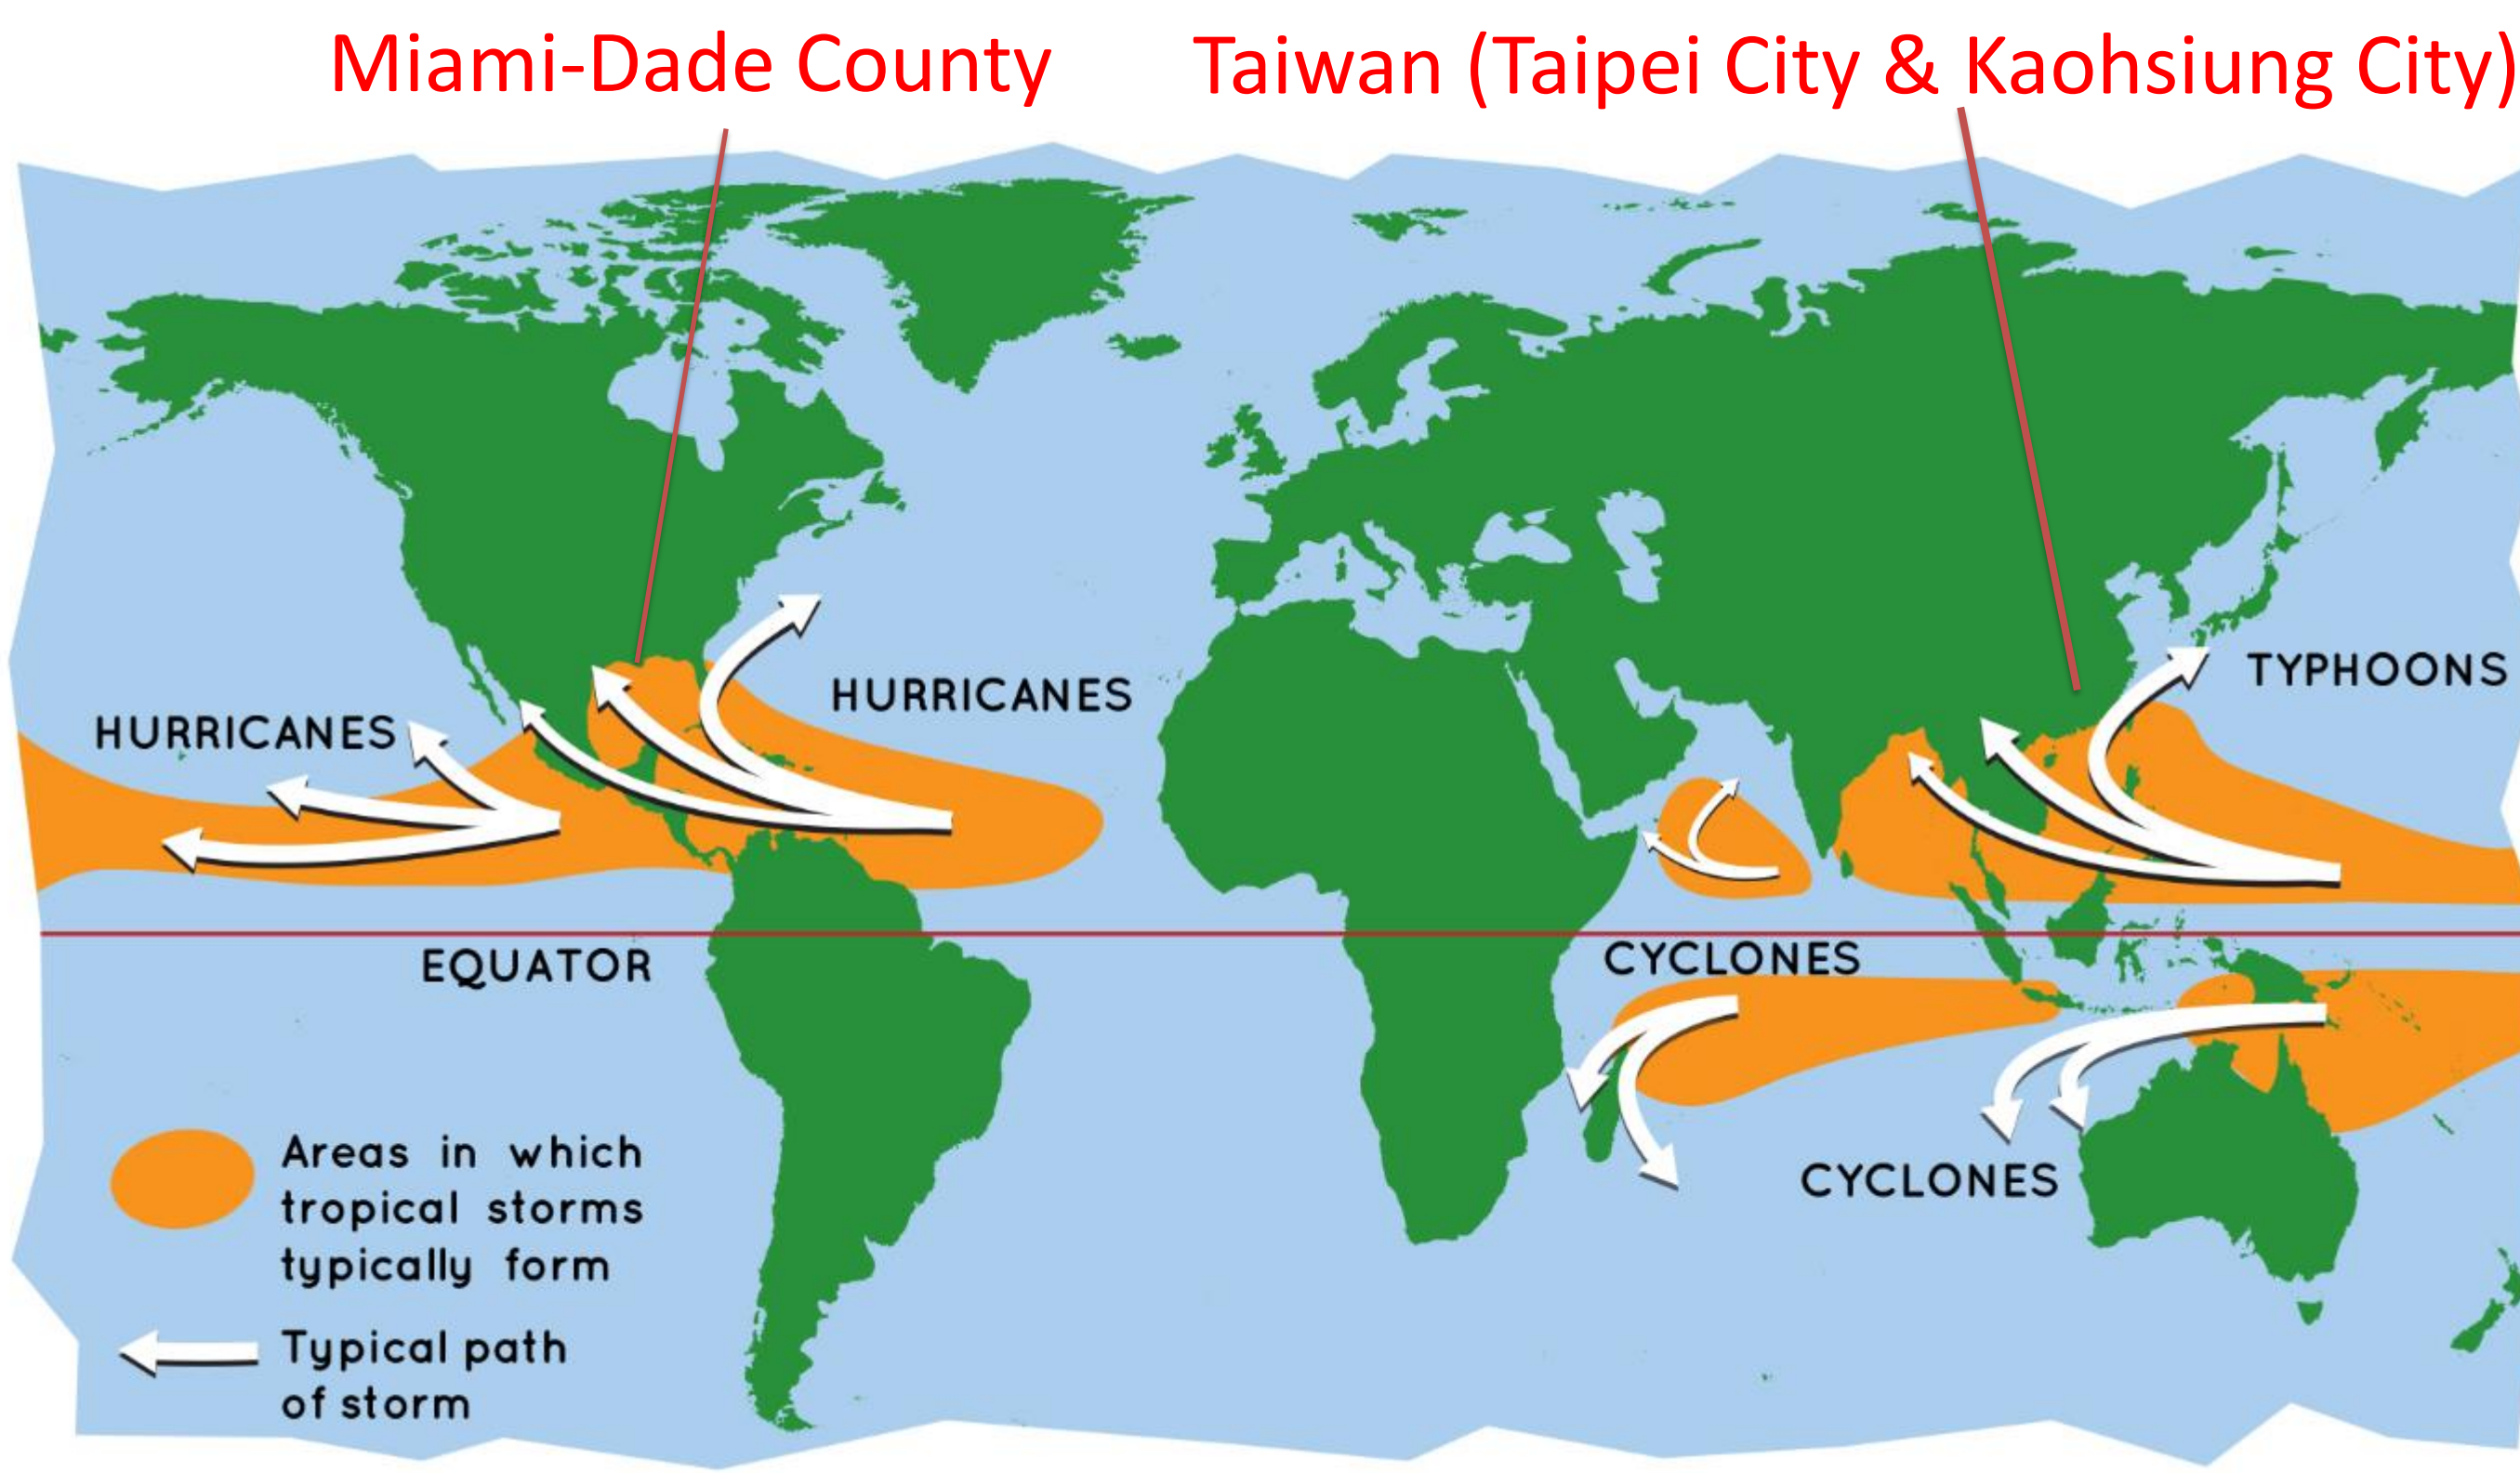 Miami-Dade County
Taiwan (Taipei City & Kaohsiung City)
TYPHOONS
HURRICANES
HURRICANES
EQUATOR
CYCLONES
Areas in which
tropical storms
typically form
CYCLONES
Typical path
of storm